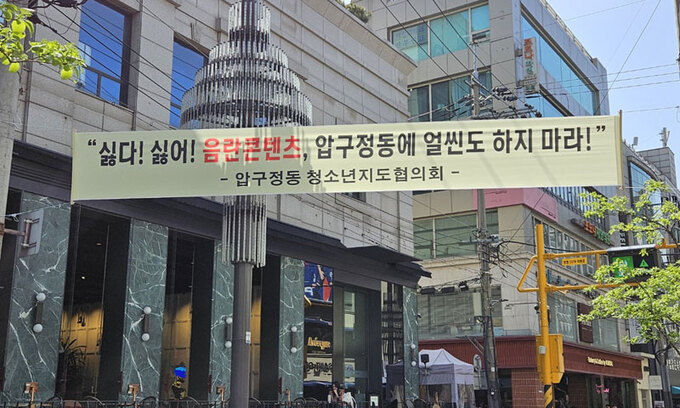 “싫다! 싫어! 음란콘텐츠, 압구정동에 얼씬도 하지 마라!”
- 압구정동 청소년지도협의회 -